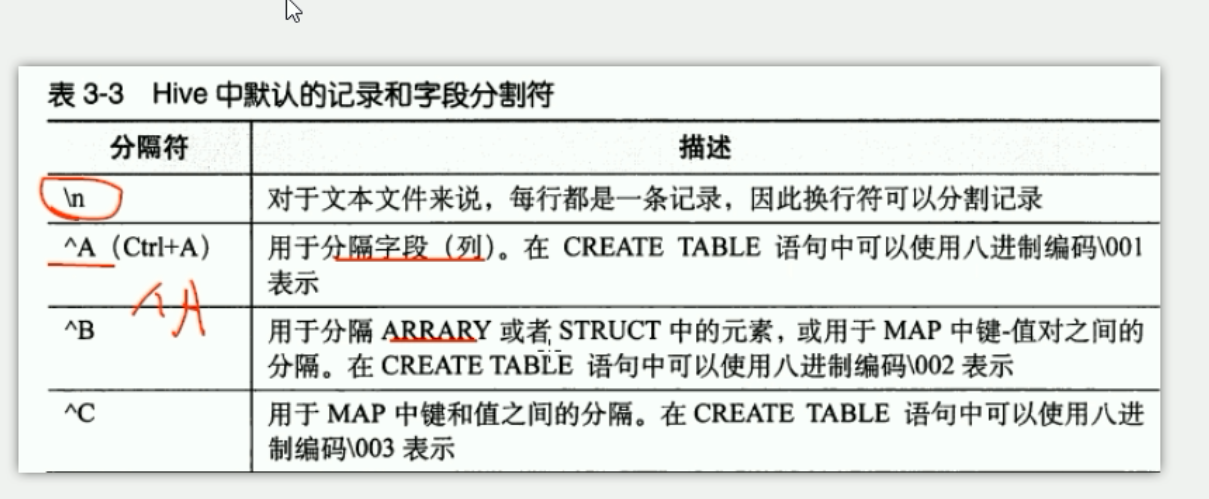 表 3-3 Hive 中默认的记录和字段分割符
分隔符 描述
\n 对于文本文件来说，每行都是一条记录，因此换行符可以分割记录
^A (Ctrl+A) 用于分隔字段（列）。在 CREATE TABLE 语句中可以使用八进制编码\001
表示
^A
^B 用于分隔 ARRARY 或者 STRUCT 中的元素，或用于 MAP 中键-值对之间的
分隔。在 CREATE TABLE 语句中可以使用八进制编码\002 表示
^C 用于 MAP 中键和值之间的分隔。在 CREATE TABLE 语句中可以使用八进
制编码\003 表示